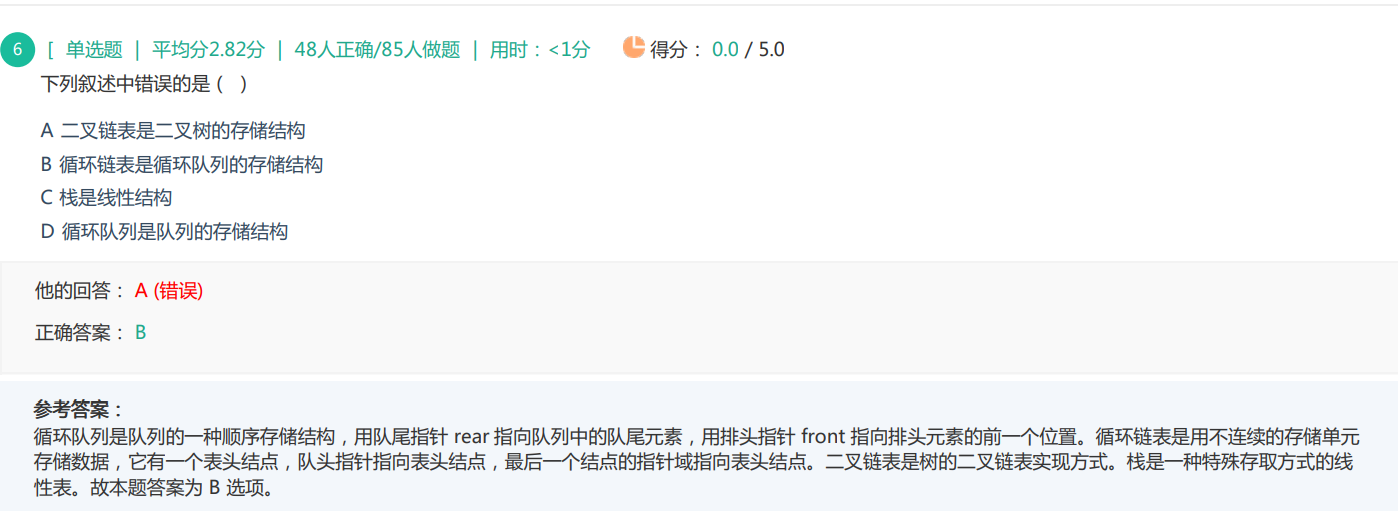 6 [ 单选题 | 平均分2.82分 | 48人正确/85人做题 | 用时：<1分 得分： 0.0 / 5.0
下列叙述中错误的是（ ）
A 二叉链表是二叉树的存储结构
B 循环链表是循环队列的存储结构
C 栈是线性结构
D 循环队列是队列的存储结构
他的回答： A (错误)
正确答案： B
参考答案：
循环队列是队列的一种顺序存储结构，用队尾指针 rear 指向队列中的队尾元素，用排头指针 front 指向排头元素的前一个位置。循环链表是用不连续的存储单元
存储数据，它有一个表头结点，队头指针指向表头结点，最后一个结点的指针域指向表头结点。二叉链表是树的二叉链表实现方式。栈是一种特殊存取方式的线
性表。故本题答案为 B 选项。